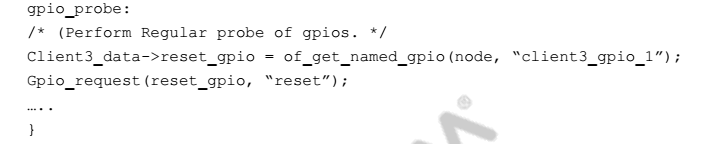 gpio_probe:
/* (Perform Regular probe of gpios. */
Client3_data->reset_gpio = of_get_named_gpio(node, “client3_gpio_1”);
Gpio_request(reset_gpio, “reset”);
…..
}